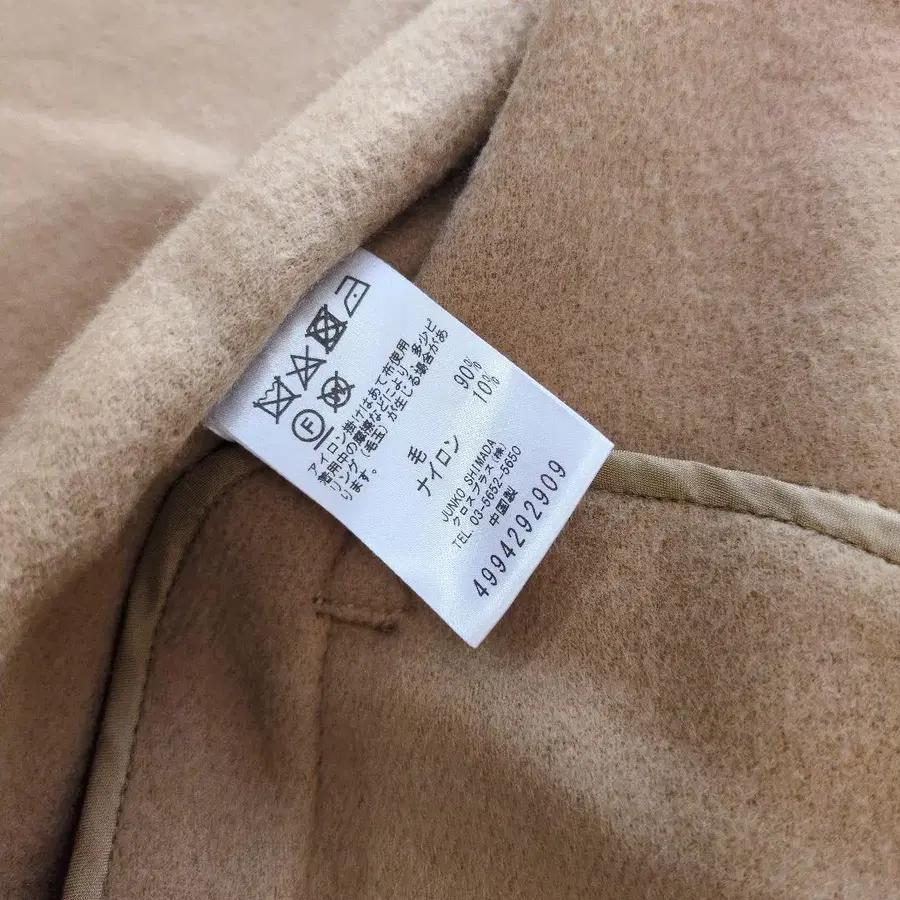 F
アイロン掛けはあて布使用
着用中の摩擦などにより、多少ピ
リング(毛玉)が生じる場合があ
ります。
毛 90%
ナイロン 10%
JUNKO SHIMADA
クロスプラス(株)
TEL. 03-5652-5650
中国製
4994292909